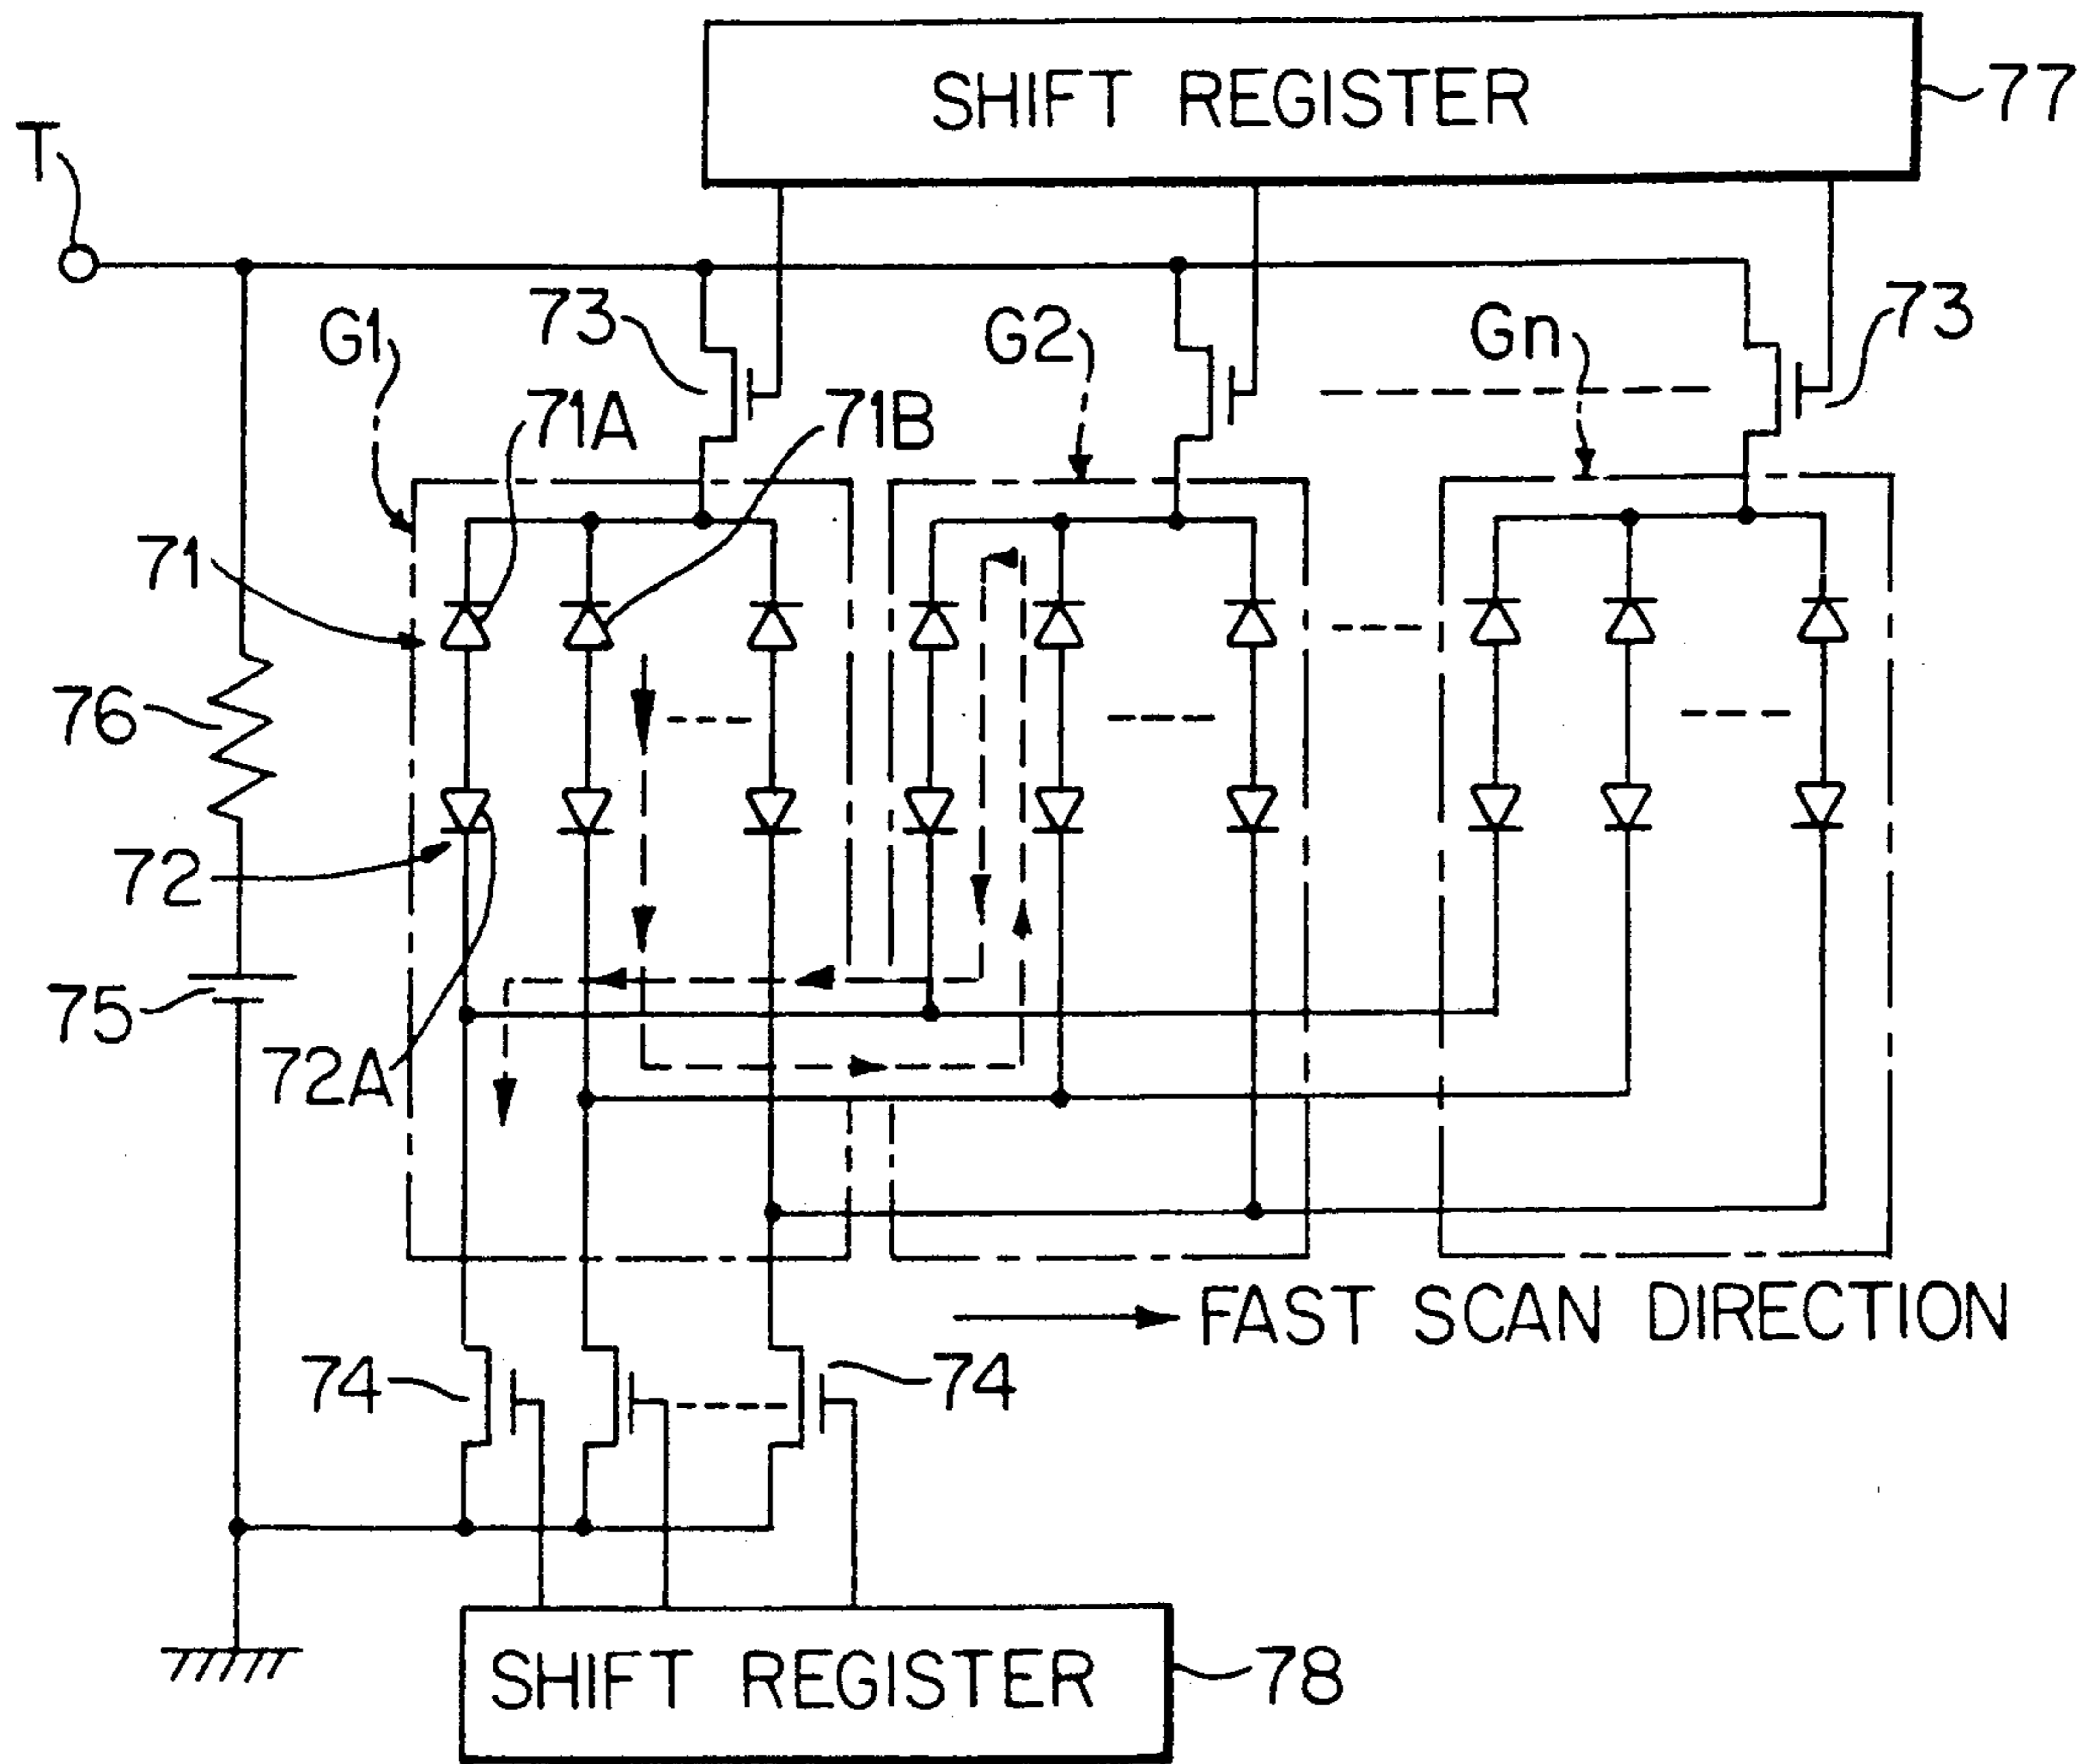 SHIFT REGISTER
77
T
G1
73
G2
Gn
73
71A
71B
71
76
72
75
72A
FAST SCAN DIRECTION
74
74
SHIFT REGISTER
78